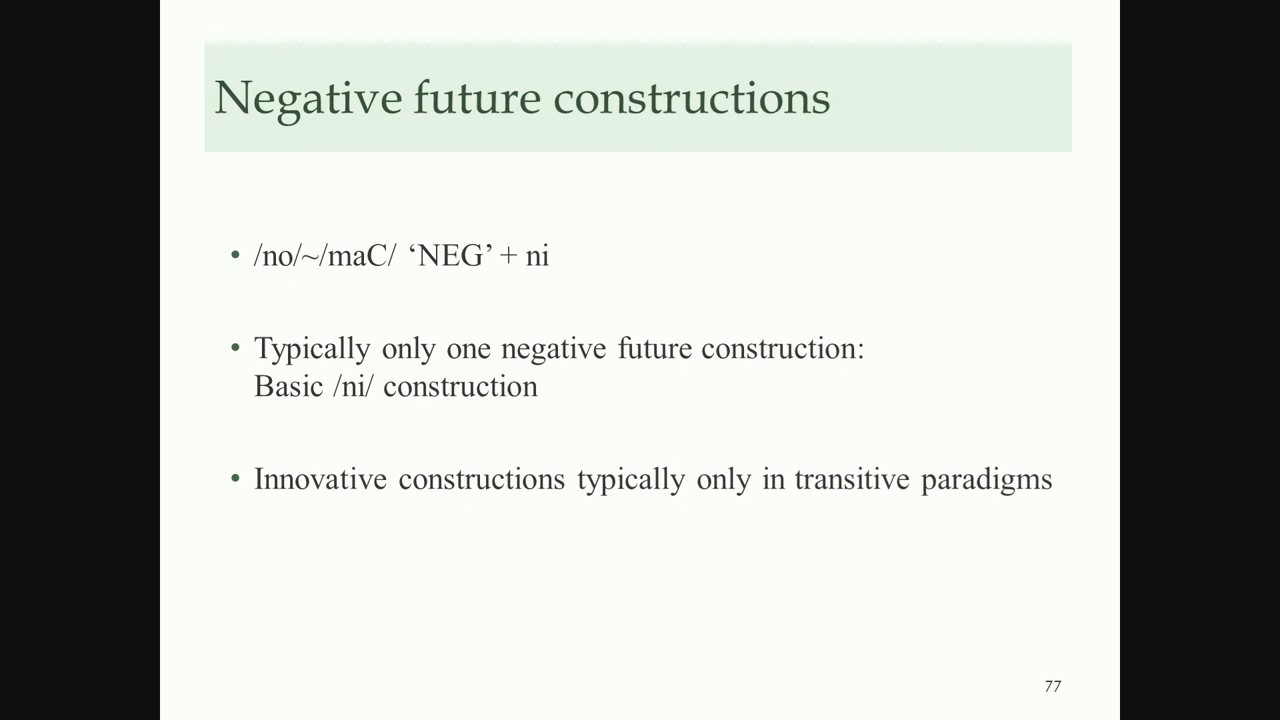 Negative future constructions
• /no/~/maC/ ‘NEG’ + ni
• Typically only one negative future construction:
Basic /ni/ construction
• Innovative constructions typically only in transitive paradigms
77